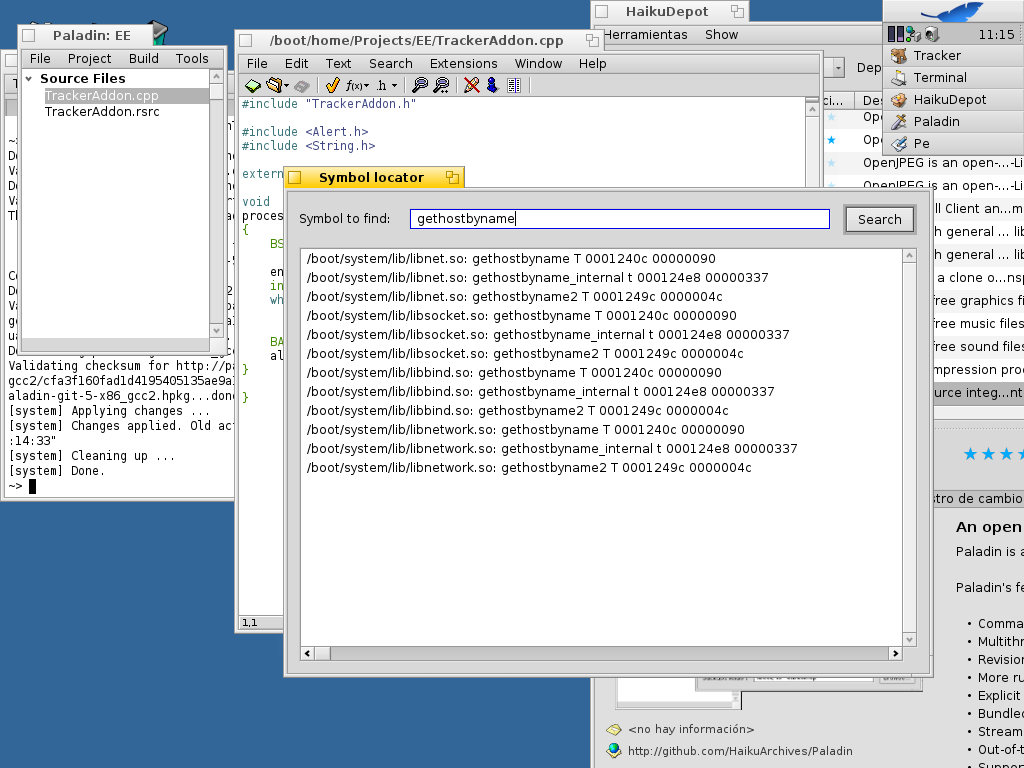 HaikuDepot
Herramientas Show
11:15
Tracker
Terminal
HaikuDepot
Paladin
Pe
Paladin: EE
File Project Build Tools
Source Files
TrackerAddon.cpp
TrackerAddon.rsrc
/boot/home/Projects/EE/TrackerAddon.cpp
File Edit Text Search Extensions Window Help
f(x) .h
#include "TrackerAddon.h"
#include <Alert.h>
#include <String.h>
extern
void
proces
{
BS
en
in
wh
BA
al
}
}
1,1
Symbol locator
Symbol to find: gethostbyname Search
/boot/system/lib/libnet.so: gethostbyname T 0001240c 00000090
/boot/system/lib/libnet.so: gethostbyname_internal t 000124e8 00000337
/boot/system/lib/libnet.so: gethostbyname2 T 0001249c 0000004c
/boot/system/lib/libsocket.so: gethostbyname T 0001240c 00000090
/boot/system/lib/libsocket.so: gethostbyname_internal t 000124e8 00000337
/boot/system/lib/libsocket.so: gethostbyname2 T 0001249c 0000004c
/boot/system/lib/libbind.so: gethostbyname T 0001240c 00000090
/boot/system/lib/libbind.so: gethostbyname_internal t 000124e8 00000337
/boot/system/lib/libbind.so: gethostbyname2 T 0001249c 0000004c
/boot/system/lib/libnetwork.so: gethostbyname T 0001240c 00000090
/boot/system/lib/libnetwork.so: gethostbyname_internal t 000124e8 00000337
/boot/system/lib/libnetwork.so: gethostbyname2 T 0001249c 0000004c
Validating checksum for http://pa
gcc2/cfa3f160fad1d4195405135ae9a
aladin-git-5-x86_gcc2.hpkg...done
[system] Applying changes ...
[system] Changes applied. Old act
:14:33"
[system] Cleaning up ...
[system] Done.
~>
Dep
ci... Des
Ope
Ope
OpenJPEG is an open-...-Li
OpenJPEG is an open-...-Li
ll Client an...m
h general ... lib
h general ... lib
a clone o...nsp
free graphics fi
free music files
free sound files
mpression proc
urce integ...nt
stro de cambio
An open
Paladin is a
Paladin's fe
• Comma
• Multithr
• Revision
• More ru
• Explicit
• Bundled
• Stream
• Out-of-t
• Suppor
<no hay información>
http://github.com/HaikuArchives/Paladin